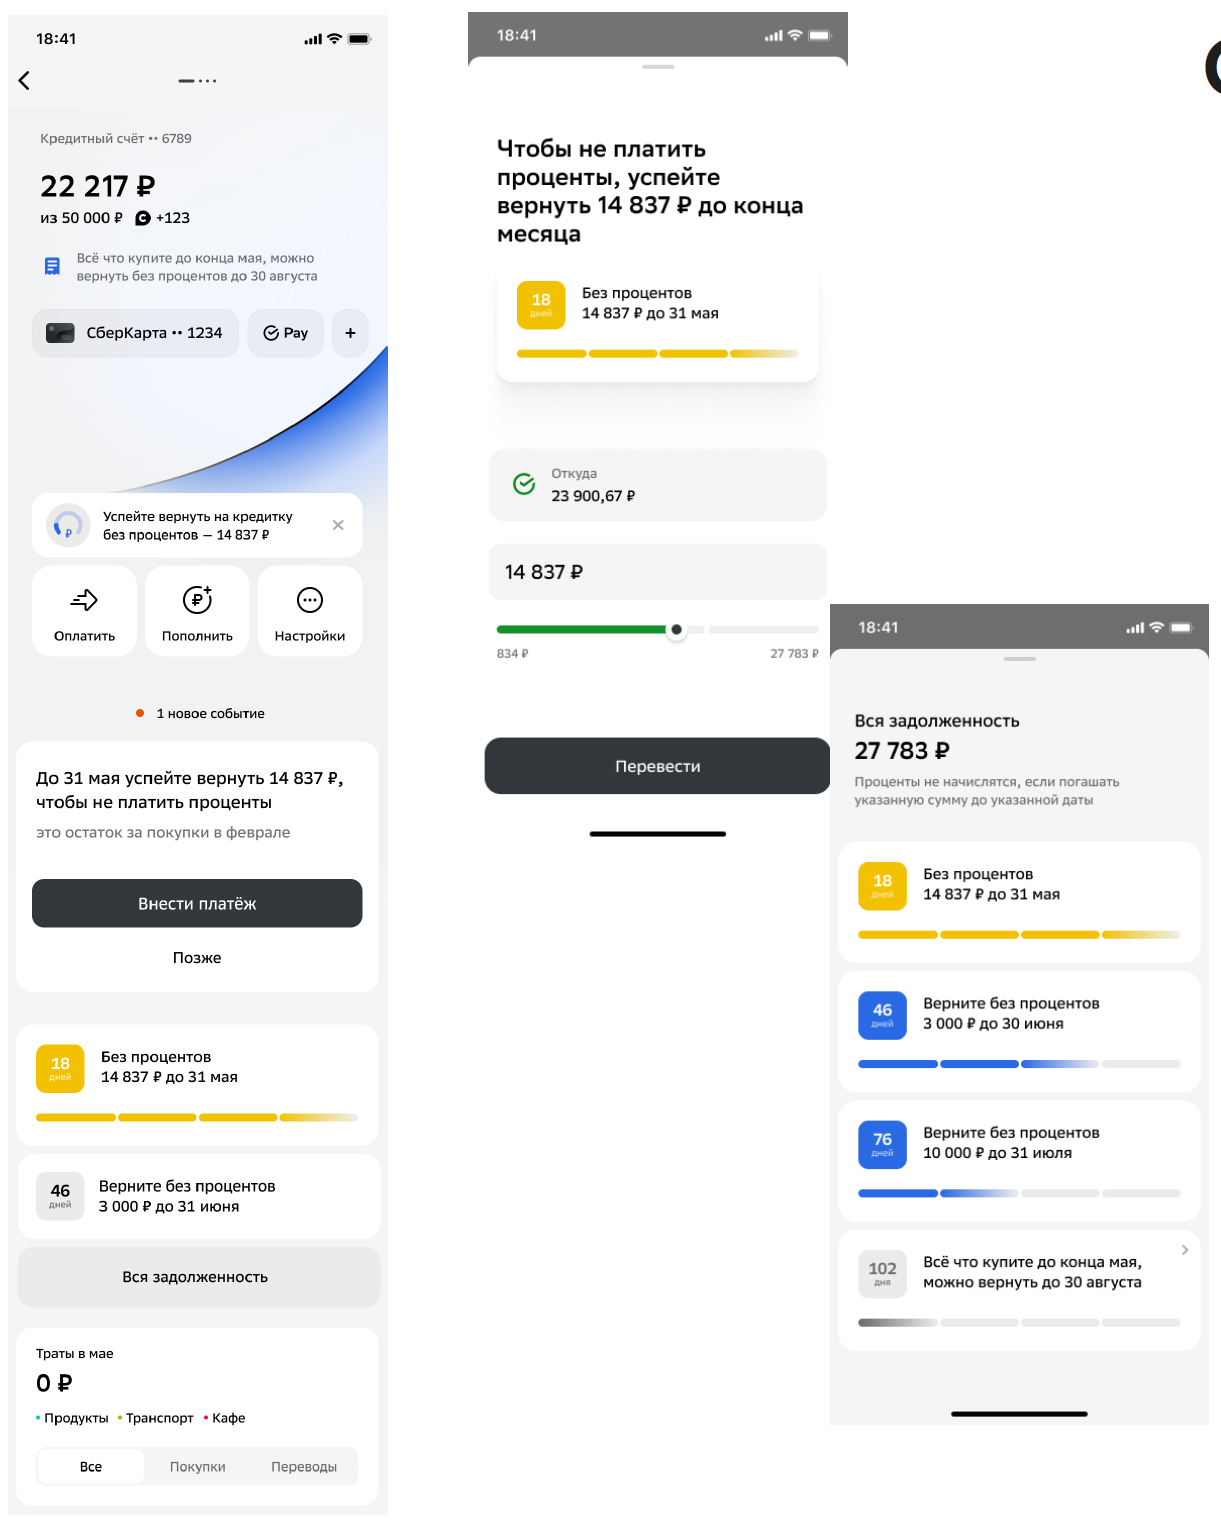 18:41
Кредитный счёт •• 6789
22 217 ₽
из 50 000 ₽ +123
Всё что купите до конца мая, можно
вернуть без процентов до 30 августа
СберКарта •• 1234
Pay
+
Успейте вернуть на кредитку
без процентов — 14 837 ₽
Оплатить
Пополнить
Настройки
1 новое событие
До 31 мая успейте вернуть 14 837 ₽,
чтобы не платить проценты
это остаток за покупки в феврале
Внести платёж
Позже
18
дней
Без процентов
14 837 ₽ до 31 мая
46
дней
Верните без процентов
3 000 ₽ до 31 июня
Вся задолженность
Траты в мае
0 ₽
• Продукты • Транспорт • Кафе
Все
Покупки
Переводы
18:41
Чтобы не платить
проценты, успейте
вернуть 14 837 ₽ до конца
месяца
18
дней
Без процентов
14 837 ₽ до 31 мая
Откуда
23 900,67 ₽
14 837 ₽
834 ₽
27 783 ₽
Перевести
18:41
Вся задолженность
27 783 ₽
Проценты не начислятся, если погашать
указанную сумму до указанной даты
18
дней
Без процентов
14 837 ₽ до 31 мая
46
дней
Верните без процентов
3 000 ₽ до 30 июня
76
дней
Верните без процентов
10 000 ₽ до 31 июля
102
дня
Всё что купите до конца мая,
можно вернуть до 30 августа